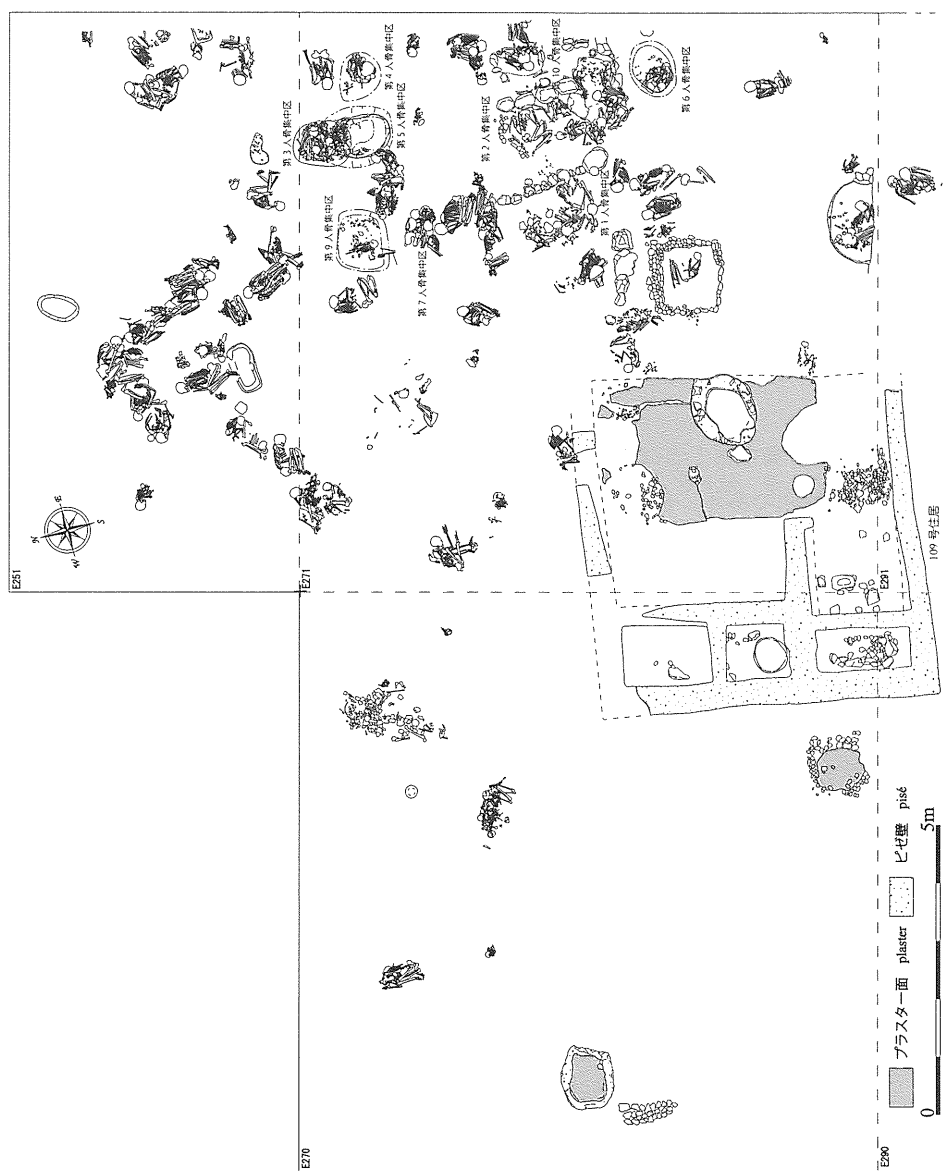 E251
E271
E291
E270
E290
N
E
S
W
第3人骨集中区
第4人骨集中区
第5人骨集中区
第9人骨集中区
第7人骨集中区
第2人骨集中区
第10人骨集中区
第6人骨集中区
第1人骨集中区
109号住居
プラスター面 plaster
ピゼ壁 pisé
0 5m